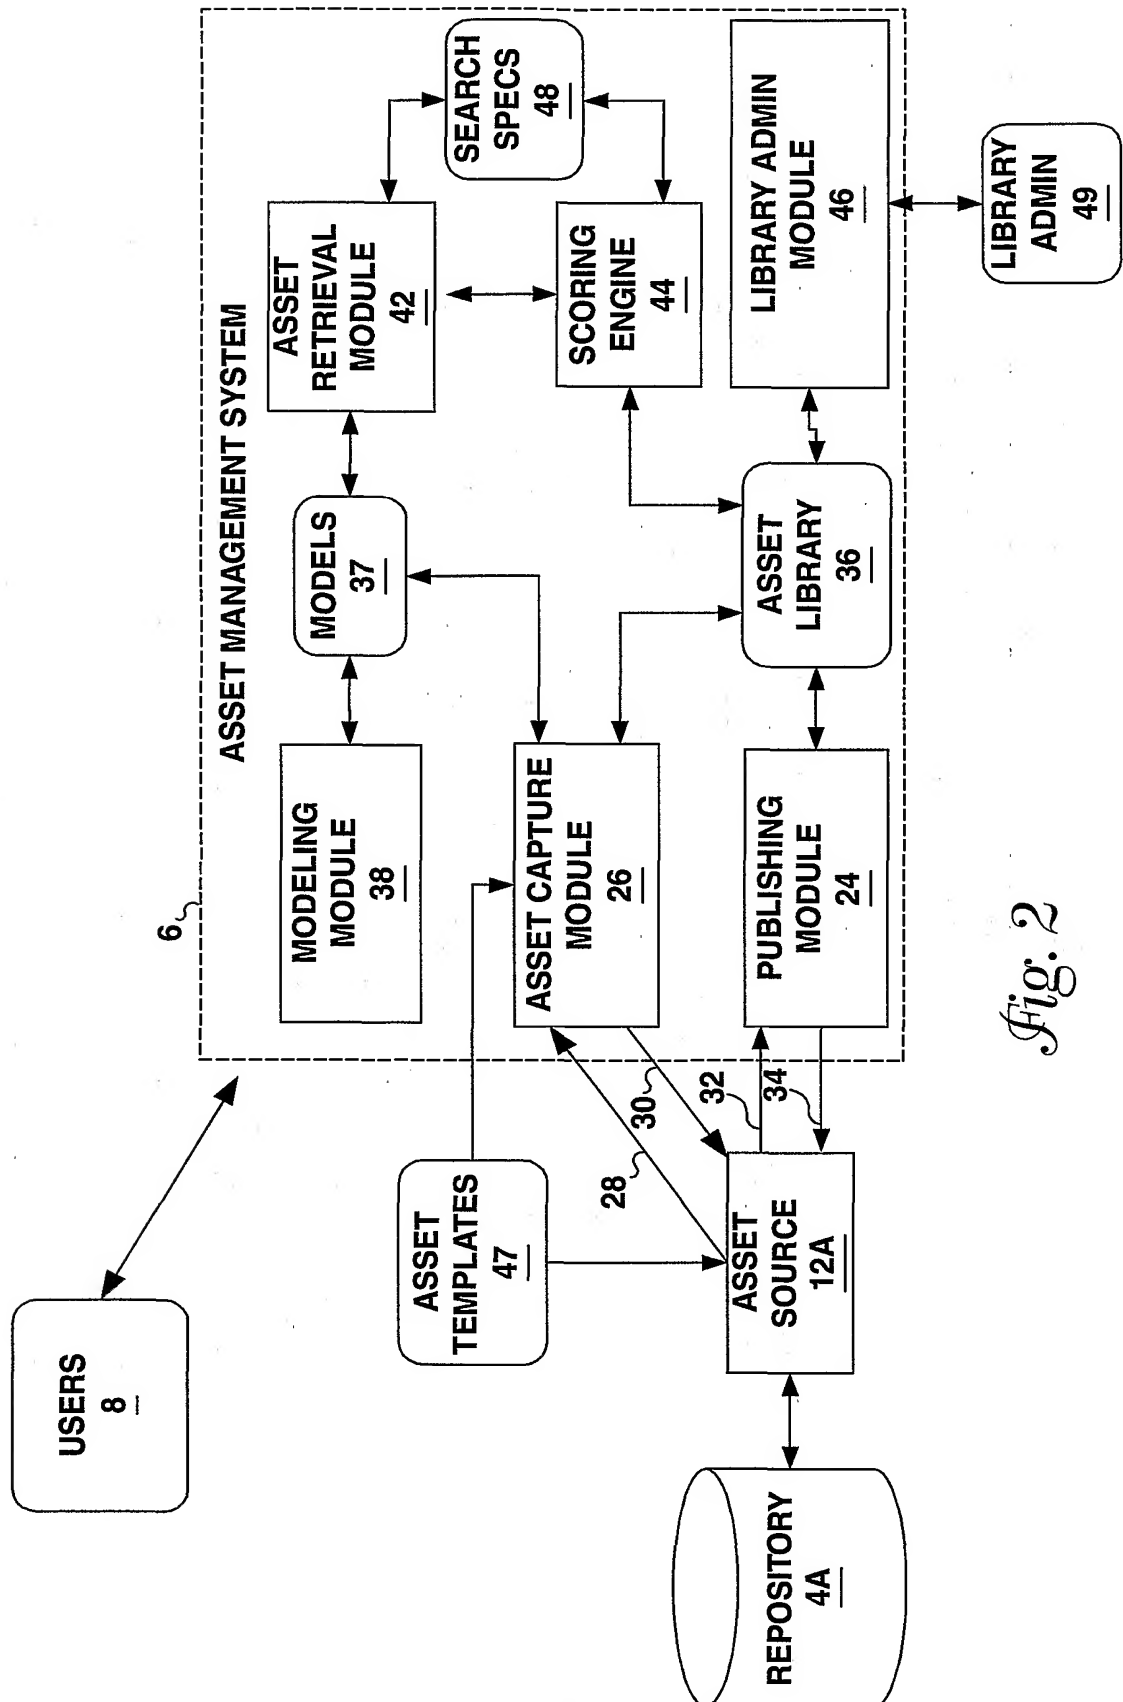 USERS
8
6
ASSET MANAGEMENT SYSTEM
MODELING
MODULE
38
MODELS
37
ASSET
RETRIEVAL
MODULE
42
SEARCH
SPECS
48
ASSET
TEMPLATES
47
ASSET CAPTURE
MODULE
26
SCORING
ENGINE
44
28
30
32
34
REPOSITORY
4A
ASSET
SOURCE
12A
PUBLISHING
MODULE
24
ASSET
LIBRARY
36
LIBRARY ADMIN
MODULE
46
LIBRARY
ADMIN
49
Fig. 2